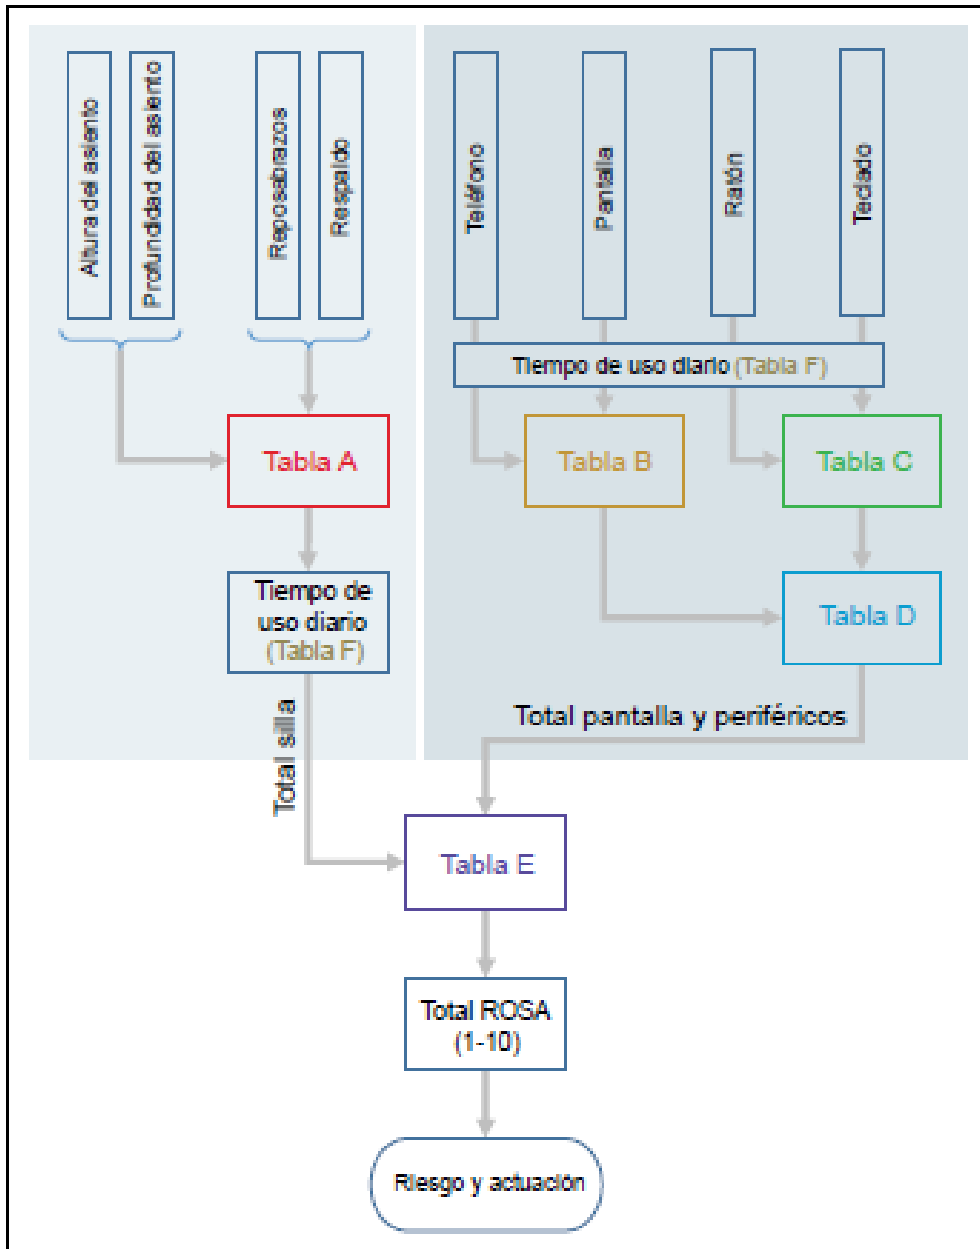 Altura del asiento
Profundidad del asiento
Reposabrazos
Respaldo
Teléfono
Pantalla
Ratón
Teclado
Tiempo de uso diario (Tabla F)
Tabla A
Tabla B
Tabla C
Tiempo de
uso diario
(Tabla F)
Tabla D
Total silla
Total pantalla y periféricos
Tabla E
Total ROSA
(1-10)
Riesgo y actuación